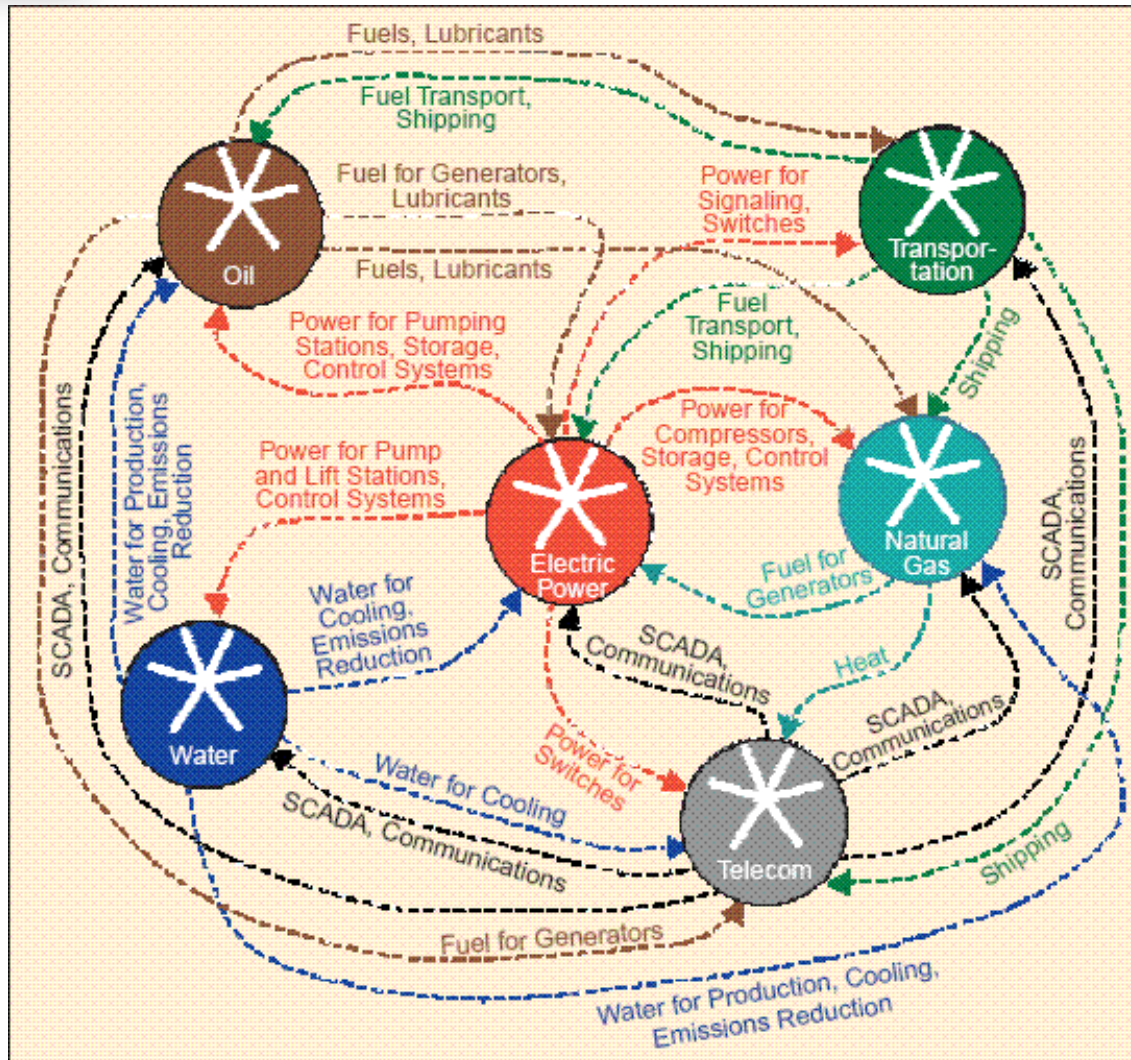 Fuels, Lubricants
Fuel Transport,
Shipping
Fuel for Generators,
Lubricants
Power for
Signaling,
Switches
Transpor-
tation
Oil
Fuels, Lubricants
Fuel
Transport,
Shipping
Shipping
Power for Pumping
Stations, Storage,
Control Systems
Power for
Compressors,
Storage, Control
Systems
Power for Pump
and Lift Stations,
Control Systems
SCADA, Communications
Water for Production,
Cooling, Emissions
Reduction
SCADA,
Communications
Electric
Power
Natural
Gas
Fuel for
Generators
Water for
Cooling,
Emissions
Reduction
SCADA,
Communications
Heat
SCADA,
Communications
Water
Power for
Switches
Water for Cooling
SCADA, Communications
Telecom
Shipping
Fuel for Generators
Water for Production, Cooling,
Emissions Reduction